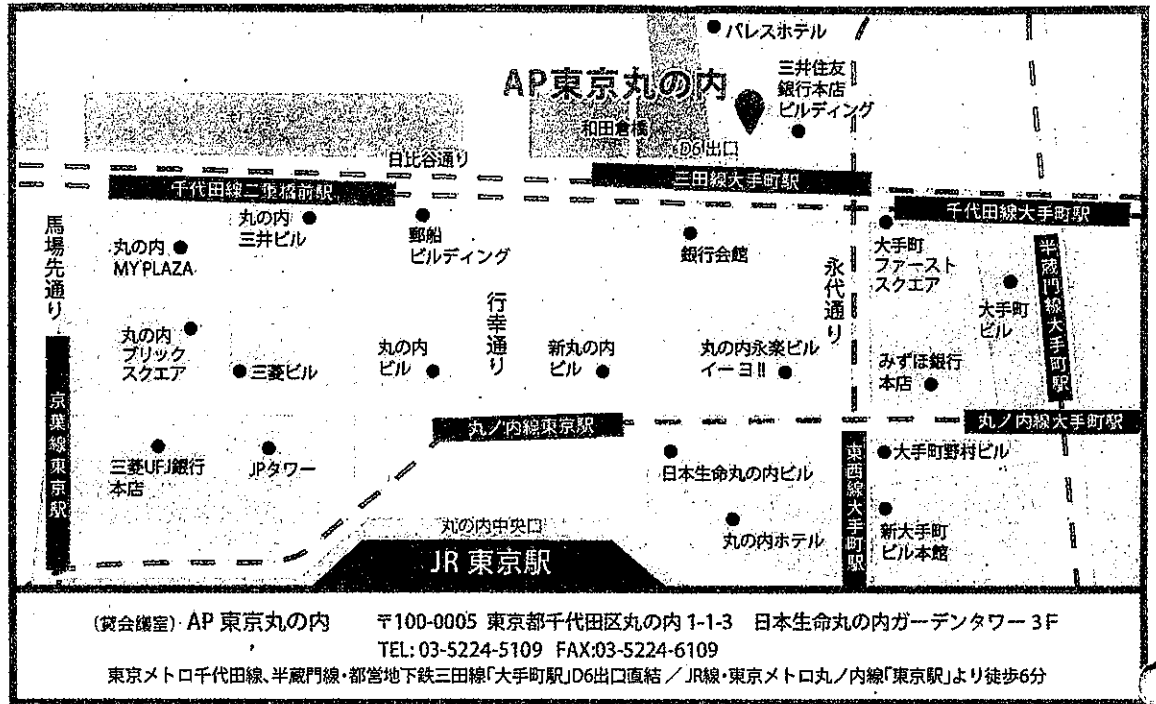 パレスホテル
AP東京丸の内
三井住友
銀行本店
ビルディング
和田倉橋
D6出口
日比谷通り
千代田線二重橋前駅
三田線大手町駅
千代田線大手町駅
馬場先通り
丸の内
MY PLAZA
丸の内
三井ビル
郵船
ビルディング
銀行会館
永代通り
大手町
ファースト
スクエア
大手町
ビル
半蔵門線大手町駅
行幸通り
丸の内
ブリック
スクエア
三菱ビル
丸の内
ビル
新丸の内
ビル
丸の内永楽ビル
イーヨ!!
みずほ銀行
本店
京葉線東京駅
丸ノ内線東京駅
丸ノ内線大手町駅
三菱UFJ銀行
本店
JPタワー
日本生命丸の内ビル
東西線大手町駅
大手町野村ビル
丸の内ホテル
新大手町
ビル本館
丸の内中央口
JR 東京駅
(貸会議室) AP 東京丸の内 〒100-0005 東京都千代田区丸の内 1-1-3 日本生命丸の内ガーデンタワー 3F
TEL: 03-5224-5109 FAX:03-5224-6109
東京メトロ千代田線、半蔵門線・都営地下鉄三田線「大手町駅」D6出口直結 / JR線・東京メトロ丸ノ内線「東京駅」より徒歩6分